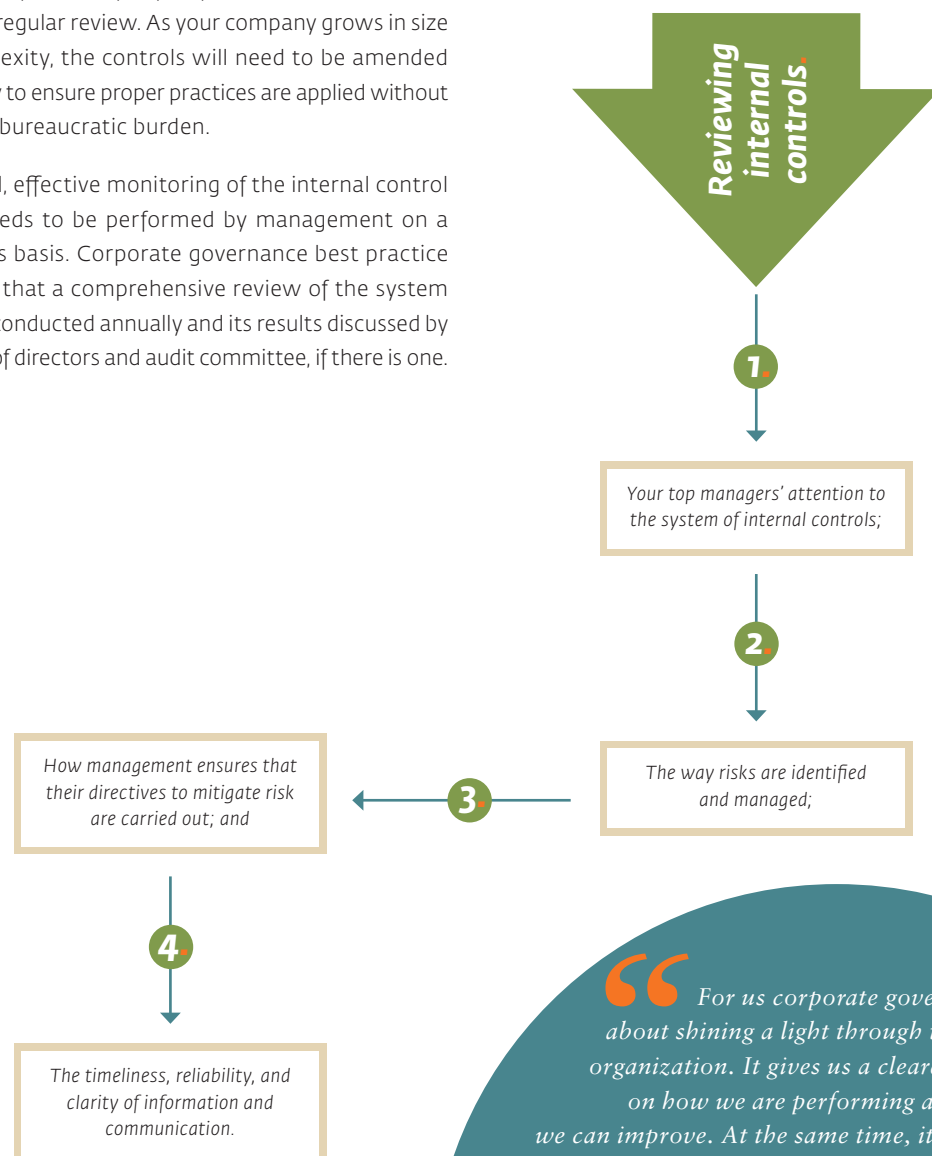 regular review. As your company grows in size
exity, the controls will need to be amended
to ensure proper practices are applied without
bureaucratic burden.
, effective monitoring of the internal control
eds to be performed by management on a
s basis. Corporate governance best practice
that a comprehensive review of the system
conducted annually and its results discussed by
of directors and audit committee, if there is one.
Reviewing
internal
controls.
1.
Your top managers’ attention to
the system of internal controls;
2.
The way risks are identified
and managed;
3.
How management ensures that
their directives to mitigate risk
are carried out; and
4.
The timeliness, reliability, and
clarity of information and
communication.
“ For us corporate gove
about shining a light through
organization. It gives us a clear
on how we are performing a
we can improve. At the same time, it